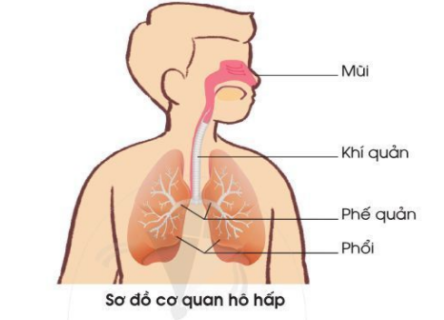 Mũi
Khí quản
Phế quản
Phổi
Sơ đồ cơ quan hô hấp